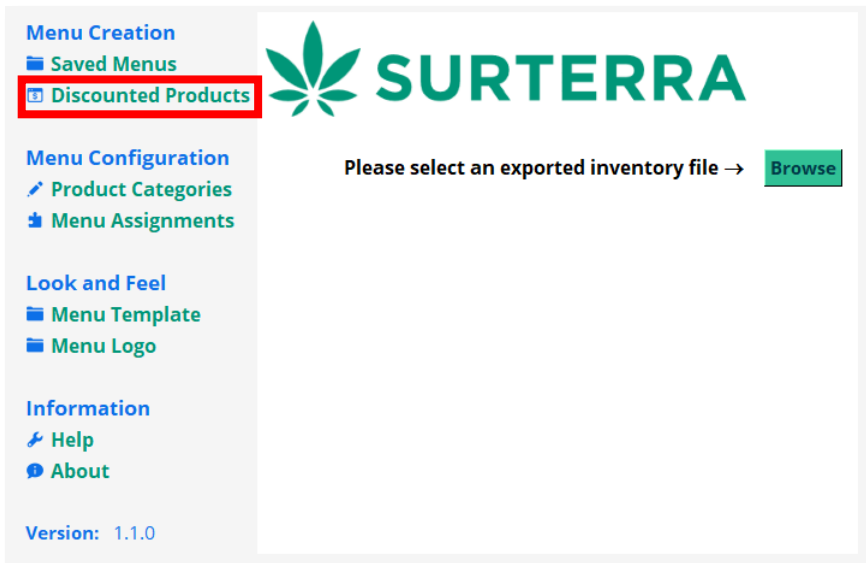 Menu Creation
Saved Menus
$ Discounted Products
Menu Configuration
Product Categories
Menu Assignments
Look and Feel
Menu Template
Menu Logo
Information
Help
About
Version: 1.1.0
SURTERRA
Please select an exported inventory file → Browse